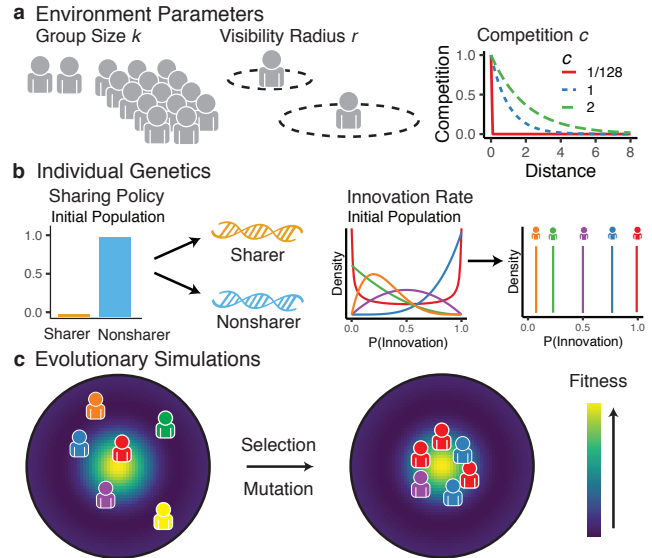 a Environment Parameters
Group Size k
Visibility Radius r
Competition c
Competition
1.0
0.5
0.0
0 2 4 6 8
Distance
c
1/128
1
2
b Individual Genetics
Sharing Policy
Initial Population
1.0
0.5
0.0
Sharer Nonsharer
Sharer
Nonsharer
Innovation Rate
Initial Population
Density
0.0 0.5 1.0
P(Innovation)
Density
0.0 0.5 1.0
P(Innovation)
c Evolutionary Simulations
Selection
Mutation
Fitness